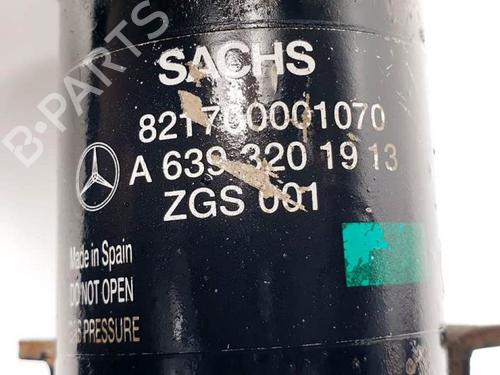 SACHS
821700001070
A 639 320 19 13
ZGS 001
Made in Spain
DO NOT OPEN
GAS PRESSURE
B-PARTS